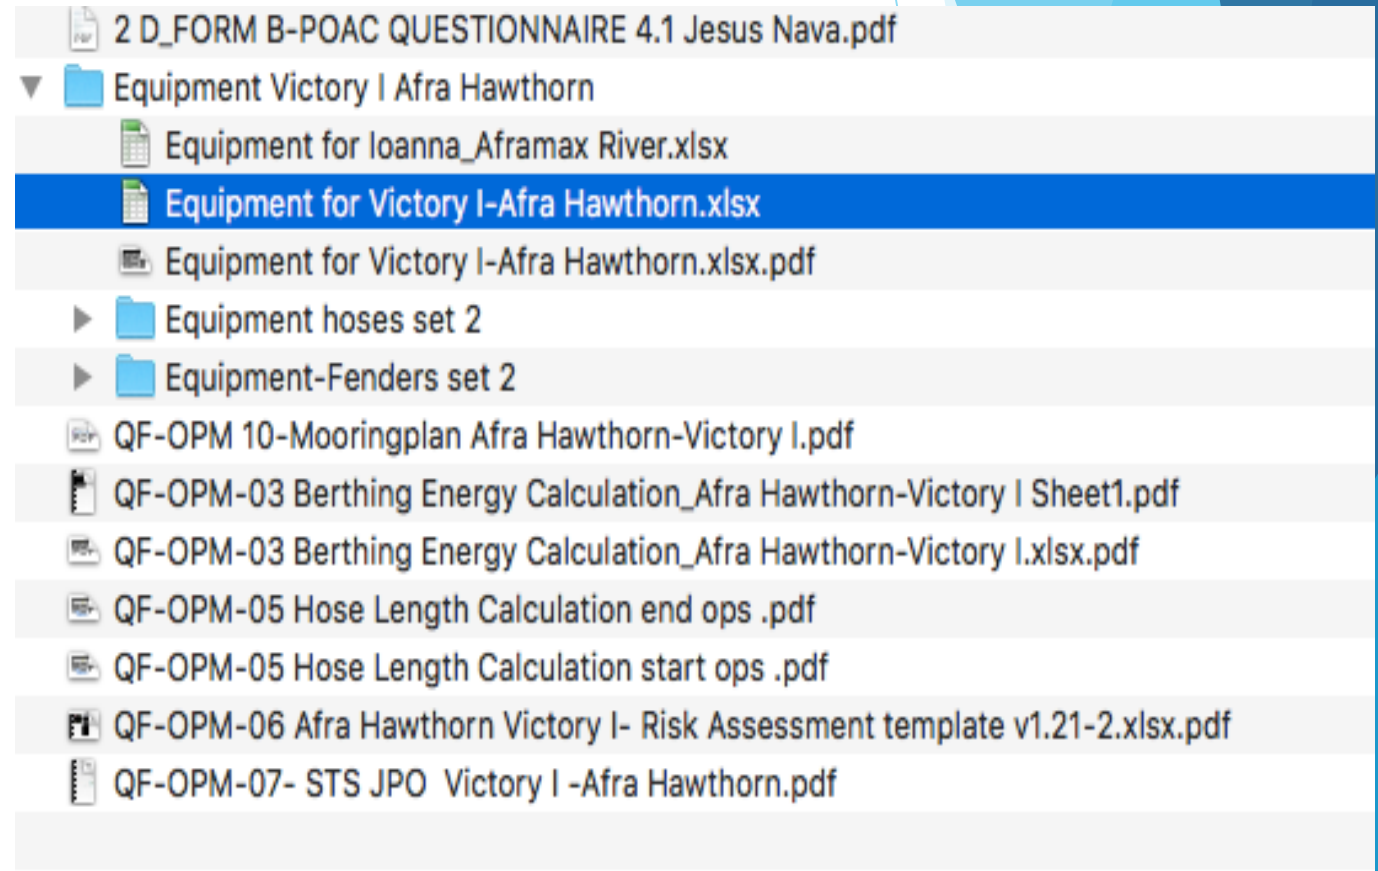 2 D_FORM B-POAC QUESTIONNAIRE 4.1 Jesus Nava.pdf
Equipment Victory I Afra Hawthorn
Equipment for Ioanna_Aframax River.xlsx
Equipment for Victory I-Afra Hawthorn.xlsx
Equipment for Victory I-Afra Hawthorn.xlsx.pdf
Equipment hoses set 2
Equipment-Fenders set 2
QF-OPM 10-Mooringplan Afra Hawthorn-Victory I.pdf
QF-OPM-03 Berthing Energy Calculation_Afra Hawthorn-Victory I Sheet1.pdf
QF-OPM-03 Berthing Energy Calculation_Afra Hawthorn-Victory I.xlsx.pdf
QF-OPM-05 Hose Length Calculation end ops .pdf
QF-OPM-05 Hose Length Calculation start ops .pdf
QF-OPM-06 Afra Hawthorn Victory I- Risk Assessment template v1.21-2.xlsx.pdf
QF-OPM-07- STS JPO  Victory I -Afra Hawthorn.pdf